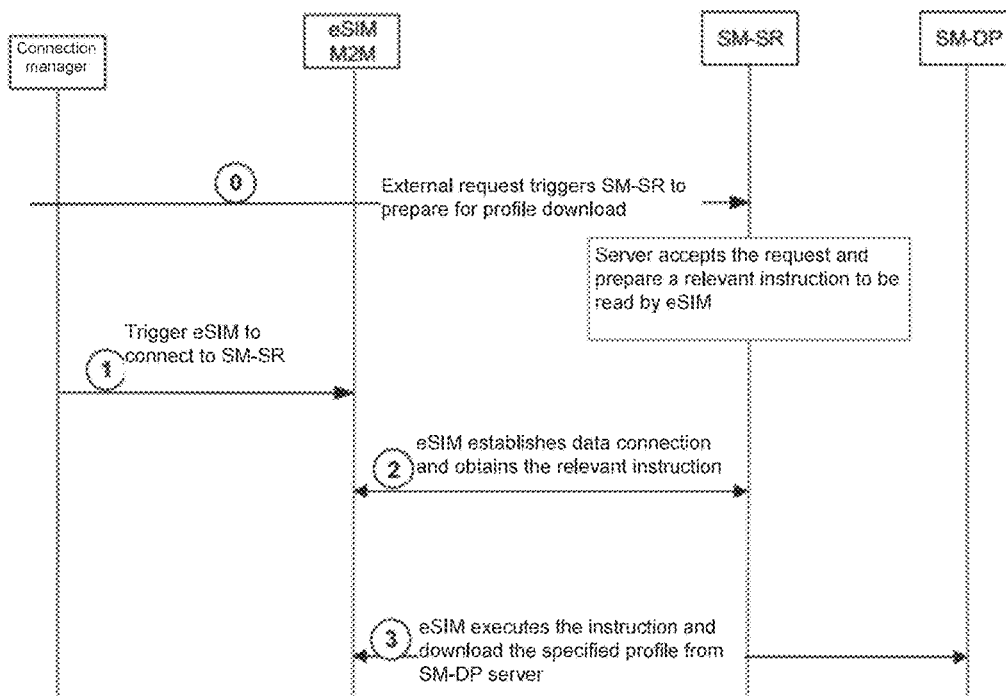 Connection
manager
eSIM
M2M
SM-SR
SM-DP
0
External request triggers SM-SR to
prepare for profile download
Server accepts the request and
prepare a relevant instruction to be
read by eSIM
Trigger eSIM to
connect to SM-SR
1
eSIM establishes data connection
and obtains the relevant instruction
2
eSIM executes the instruction and
download the specified profile from
SM-DP server
3